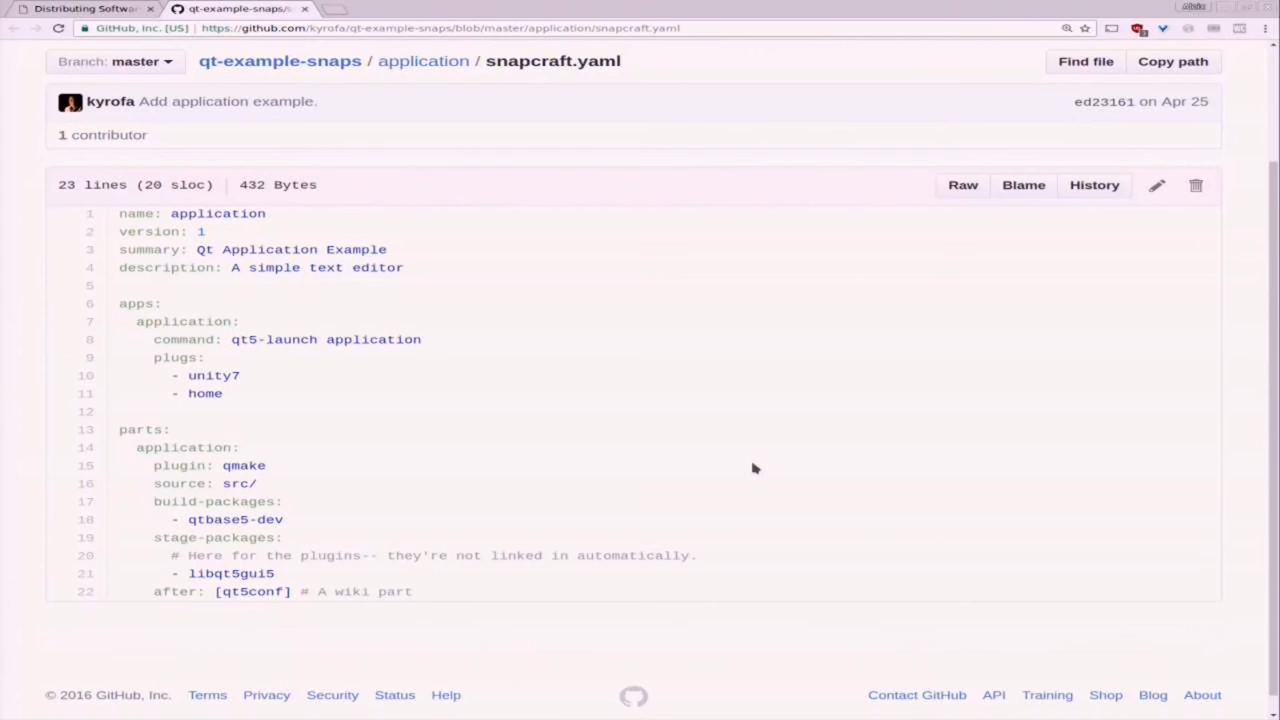 Distributing Softwar
qt-example-snaps/s
GitHub, Inc. [US] https://github.com/kyrofa/qt-example-snaps/blob/master/application/snapcraft.yaml
Branch: master qt-example-snaps / application / snapcraft.yaml Find file Copy path
kyrofa Add application example. ed23161 on Apr 25
1 contributor
23 lines (20 sloc) 432 Bytes Raw Blame History
1 name: application
2 version: 1
3 summary: Qt Application Example
4 description: A simple text editor
5
6 apps:
7 application:
8 command: qt5-launch application
9 plugs:
10 - unity7
11 - home
12
13 parts:
14 application:
15 plugin: qmake
16 source: src/
17 build-packages:
18 - qtbase5-dev
19 stage-packages:
20 # Here for the plugins-- they're not linked in automatically.
21 - libqt5gui5
22 after: [qt5conf] # A wiki part
© 2016 GitHub, Inc. Terms Privacy Security Status Help Contact GitHub API Training Shop Blog About